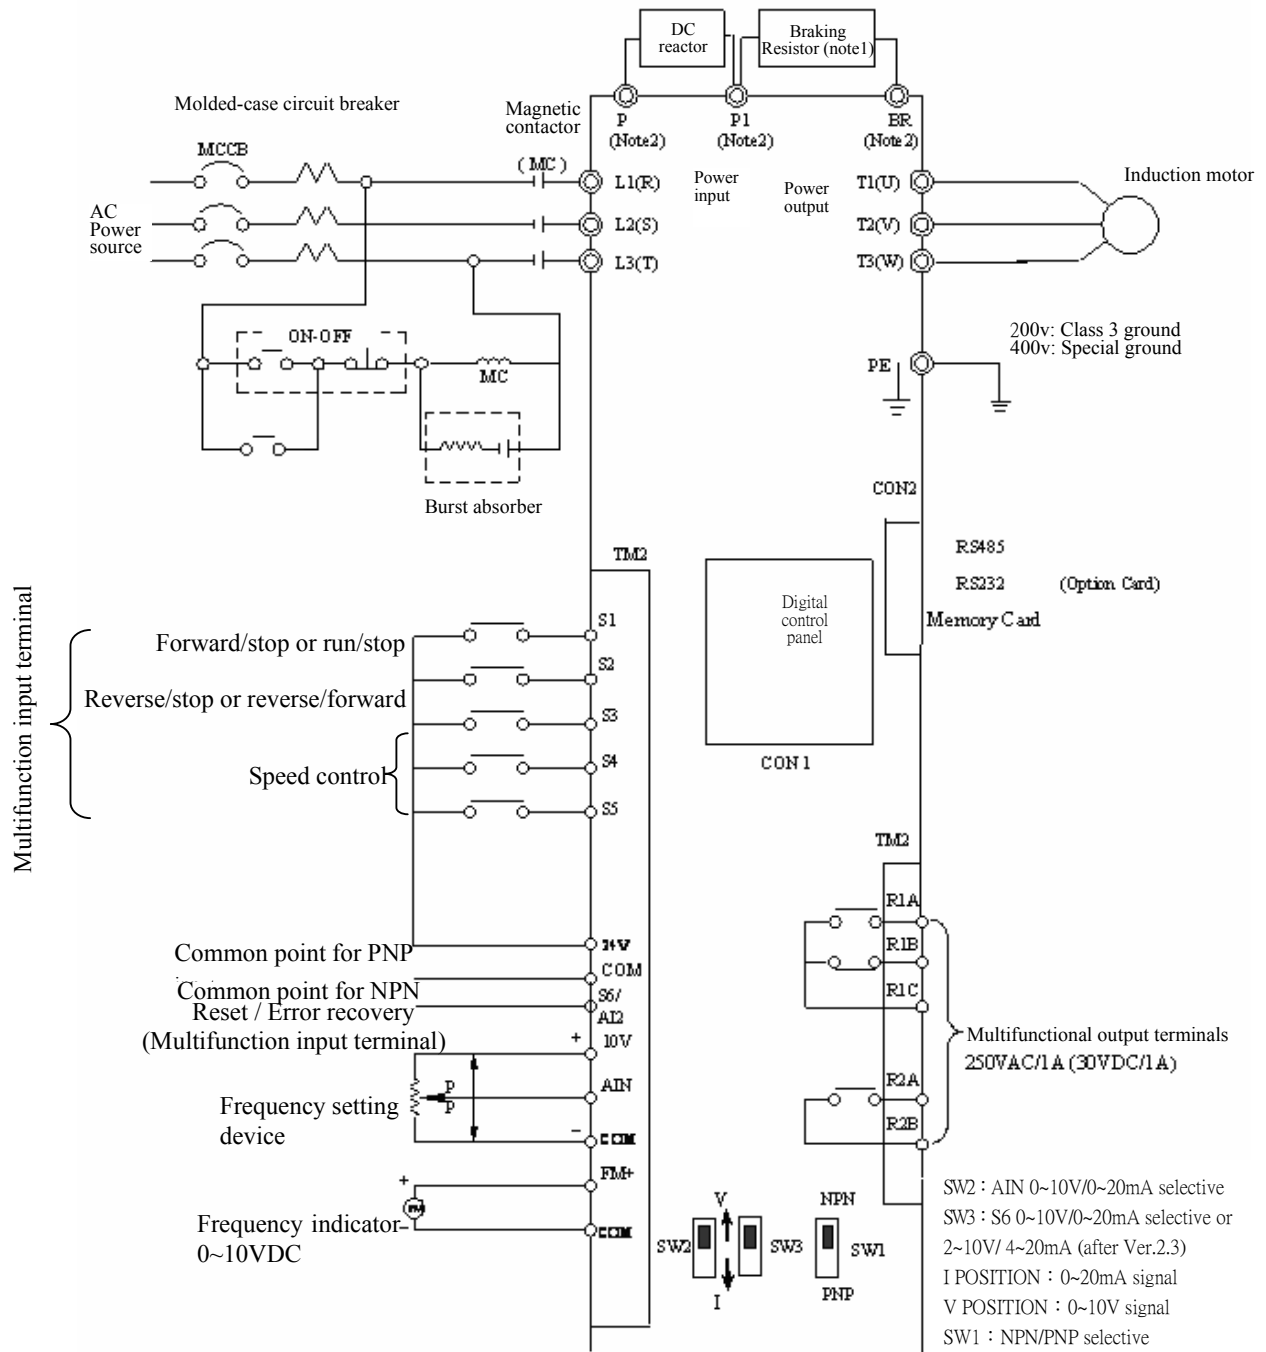 DC
reactor
Braking
Resistor (note1)
Molded-case circuit breaker
Magnetic
contactor
P
(Note2)
P1
(Note2)
BR
(Note2)
MCCB
( MC )
L1(R)
Power
input
Power
output
T1(U)
Induction motor
AC
Power
source
L2(S)
T2(V)
L3(T)
T3(W)
ON-OFF
MC
200v: Class 3 ground
400v: Special ground
PE
Burst absorber
CON2
RS485
RS232
(Option Card)
Memory Card
TM2
Digital
control
panel
CON1
Multifunction input terminal
S1
Forward/stop or run/stop
S2
Reverse/stop or reverse/forward
S3
S4
Speed control
S5
TM2
R1A
R1B
R1C
Multifunctional output terminals
250VAC/1A (30VDC/1A)
R2A
R2B
Common point for PNP
24V
COM
Common point for NPN
Reset / Error recovery
(Multifunction input terminal)
S6/
AI2
+
10V
P
P
AIN
Frequency setting
device
−
COM
FM+
+
FM
Frequency indicator
−
0~10VDC
COM
V
NPN
SW2
SW3
SW1
I
PNP
SW2：AIN 0~10V/0~20mA selective
SW3：S6 0~10V/0~20mA selective or
2~10V/ 4~20mA (after Ver.2.3)
I POSITION：0~20mA signal
V POSITION：0~10V signal
SW1：NPN/PNP selective